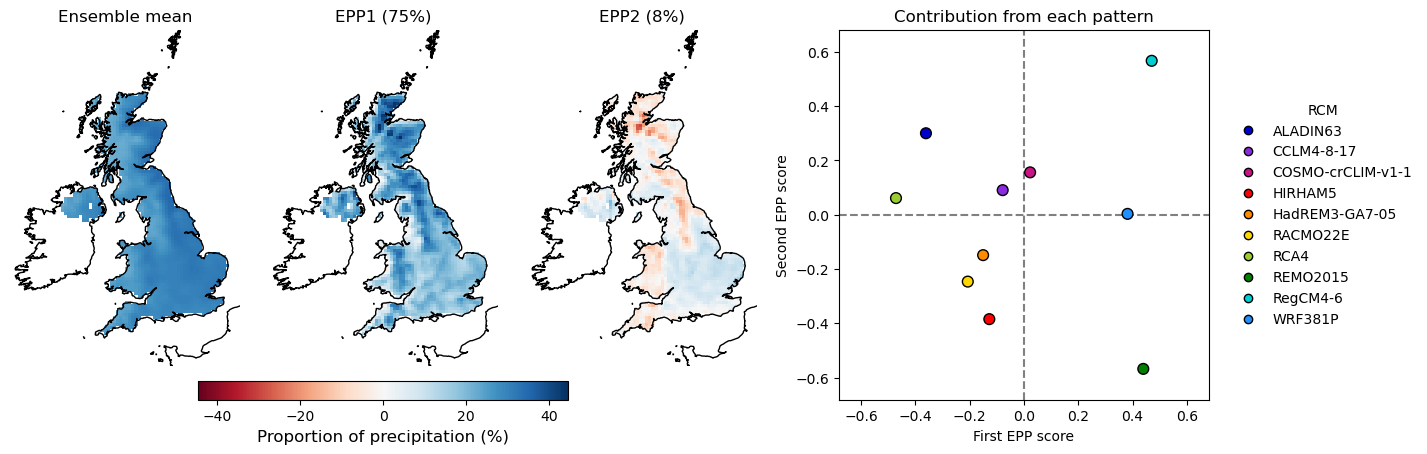 Ensemble mean
EPP1 (75%)
EPP2 (8%)
Contribution from each pattern
−40
−20
0
20
40
Proportion of precipitation (%)
Second EPP score
0.6
0.4
0.2
0.0
−0.2
−0.4
−0.6
−0.6
−0.4
−0.2
0.0
0.2
0.4
0.6
First EPP score
RCM
ALADIN63
CCLM4-8-17
COSMO-crCLIM-v1-1
HIRHAM5
HadREM3-GA7-05
RACMO22E
RCA4
REMO2015
RegCM4-6
WRF381P